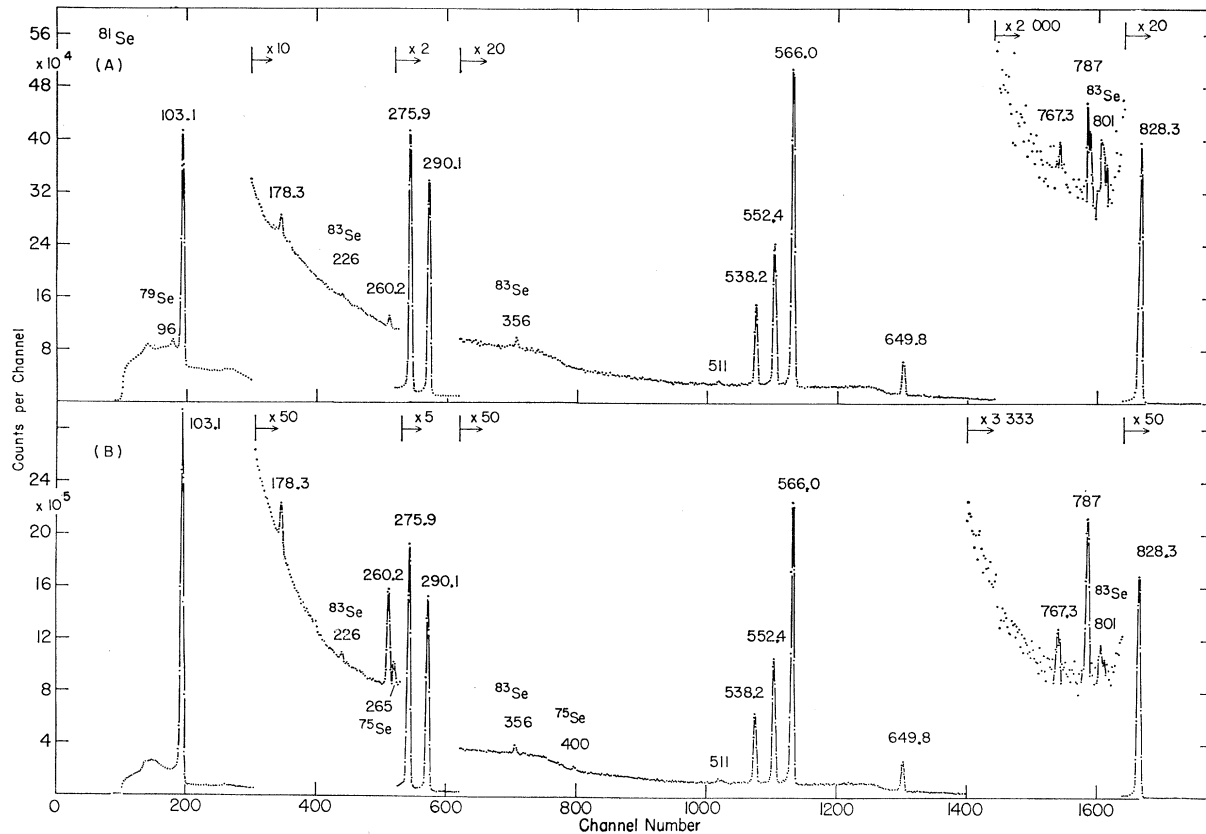 56
⁸¹Se
x 10⁴
(A)
x 10
x 2
x 20
x 2 000
x 20
48
40
32
24
16
8
103.1
⁷⁹Se
96
178.3
⁸³Se
226
260.2
275.9
290.1
⁸³Se
356
511
538.2
552.4
566.0
649.8
767.3
787
⁸³Se
801
828.3
Counts per Channel
(B)
x 50
x 5
x 50
x 3 333
x 50
24
x 10⁵
20
16
12
8
4
103.1
178.3
⁸³Se
226
260.2
265
⁷⁵Se
275.9
290.1
⁸³Se
356
⁷⁵Se
400
511
538.2
552.4
566.0
649.8
767.3
787
⁸³Se
801
828.3
0
200
400
600
800
1000
1200
1400
1600
Channel Number